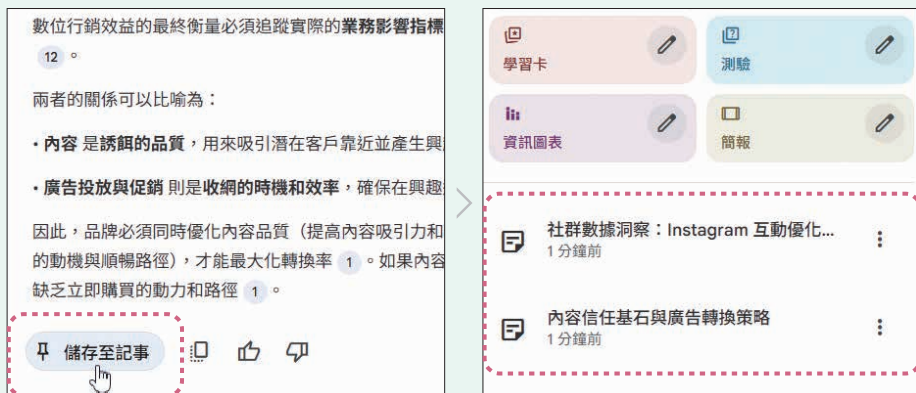 數位行銷效益的最終衡量必須追蹤實際的業務影響指標
12 。
兩者的關係可以比喻為：
• 內容 是誘餌的品質，用來吸引潛在客戶靠近並產生興
• 廣告投放與促銷 則是收網的時機和效率，確保在興趣
因此，品牌必須同時優化內容品質（提高內容吸引力和
的動機與順暢路徑），才能最大化轉換率 1 。如果內容
缺乏立即購買的動力和路徑 1 。
儲存至記事
學習卡
測驗
資訊圖表
簡報
社群數據洞察：Instagram 互動優化...
1 分鐘前
內容信任基石與廣告轉換策略
1 分鐘前